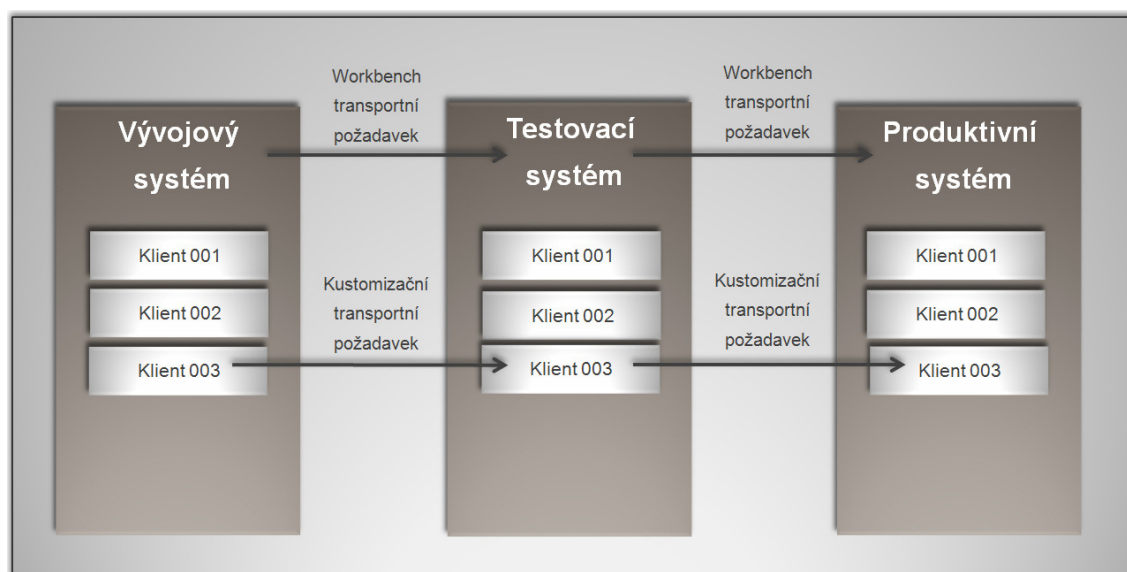 Workbench
transportní
požadavek
Workbench
transportní
požadavek
Vývojový
systém
Testovací
systém
Produktivní
systém
Klient 001
Klient 002
Klient 003
Kustomizační
transportní
požadavek
Klient 001
Klient 002
Klient 003
Kustomizační
transportní
požadavek
Klient 001
Klient 002
Klient 003